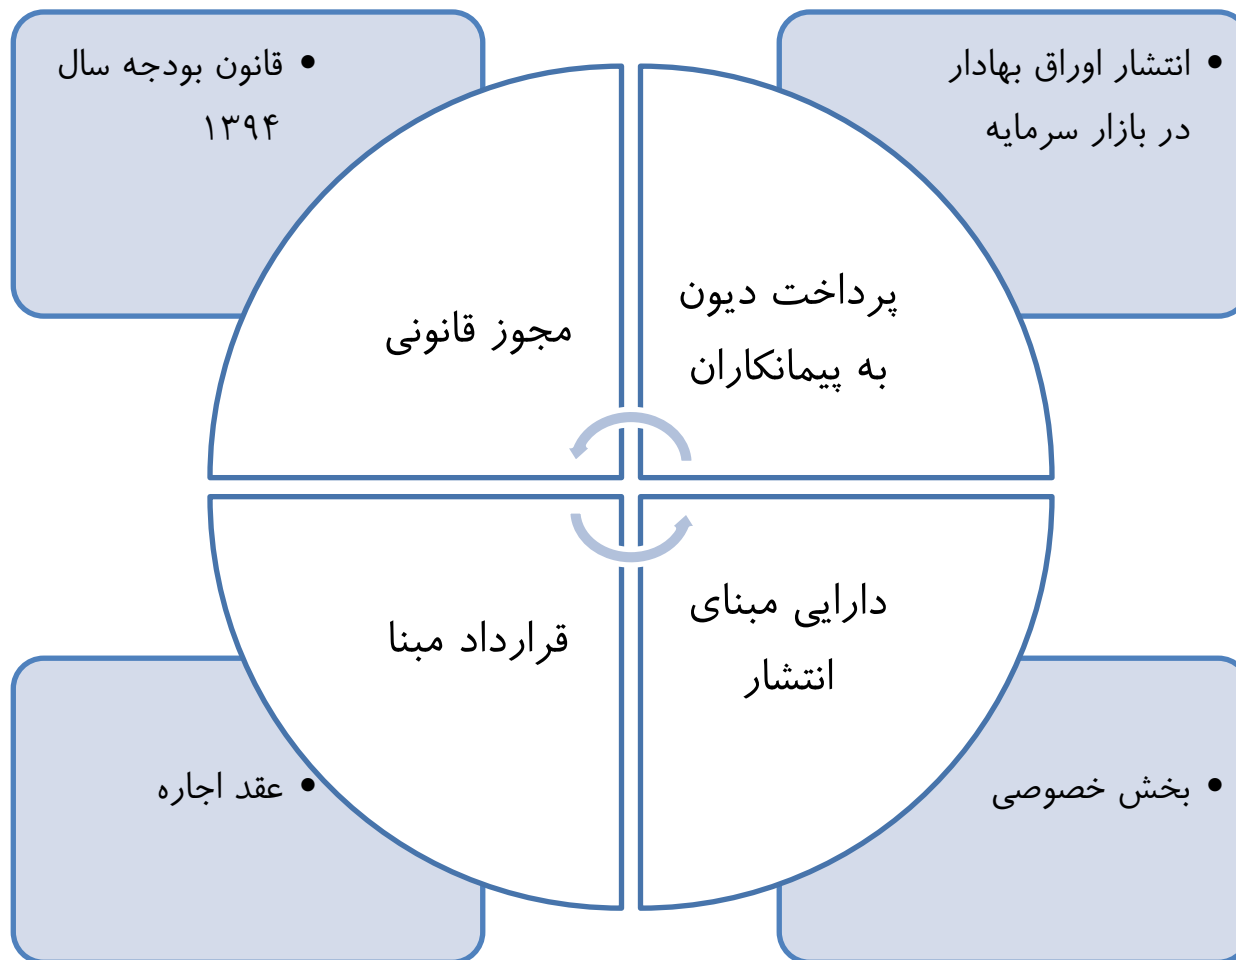 • انتشار اوراق بهادار
در بازار سرمایه
• قانون بودجه سال
۱۳۹۴
پرداخت دیون
به پیمانکاران
مجوز قانونی
دارایی مبنای
انتشار
قرارداد مبنا
• بخش خصوصی
• عقد اجاره